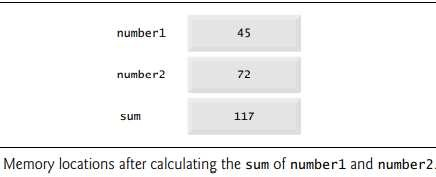 number1 45
number2 72
sum 117
Memory locations after calculating the sum of number1 and number2.